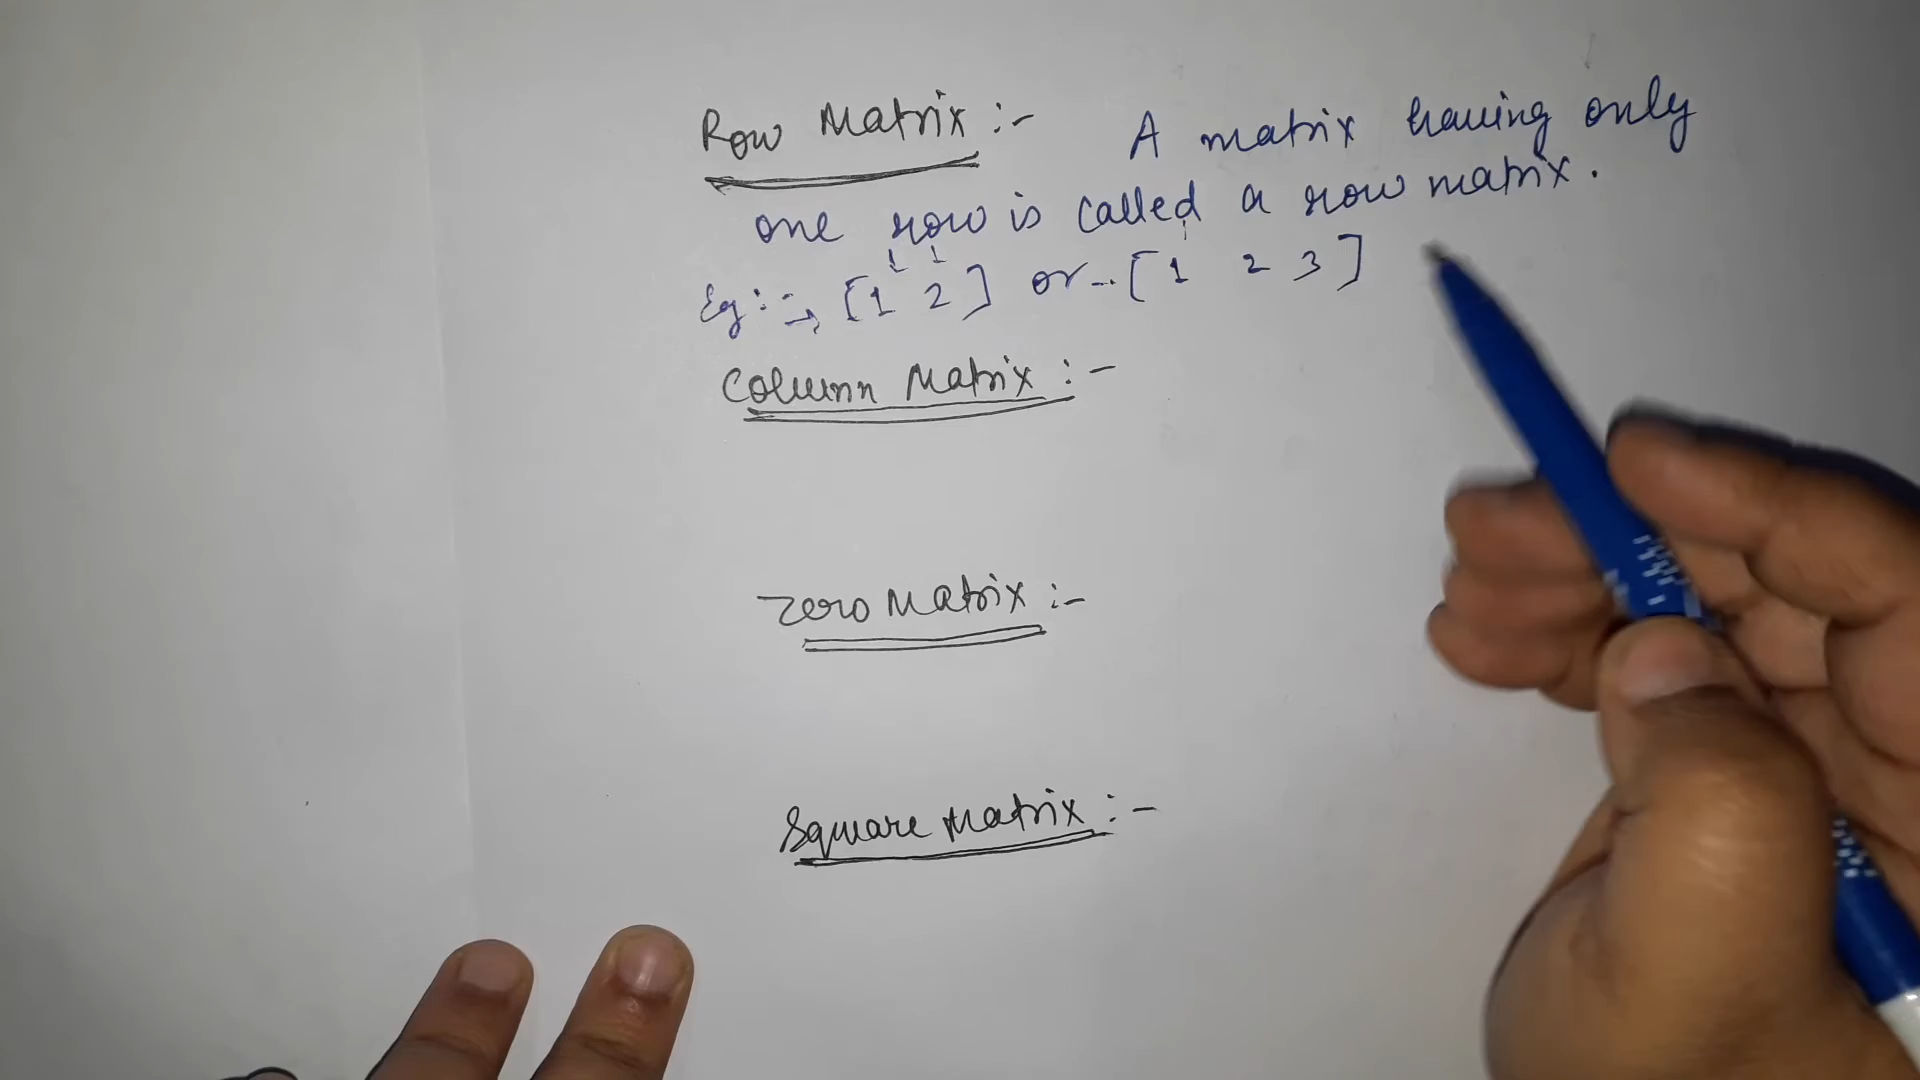 Row Matrix :- A matrix having only
one row is called a row matrix.
Eg :- → [1 2] or [1 2 3]
Column Matrix :-
Zero Matrix :-
Square Matrix :-